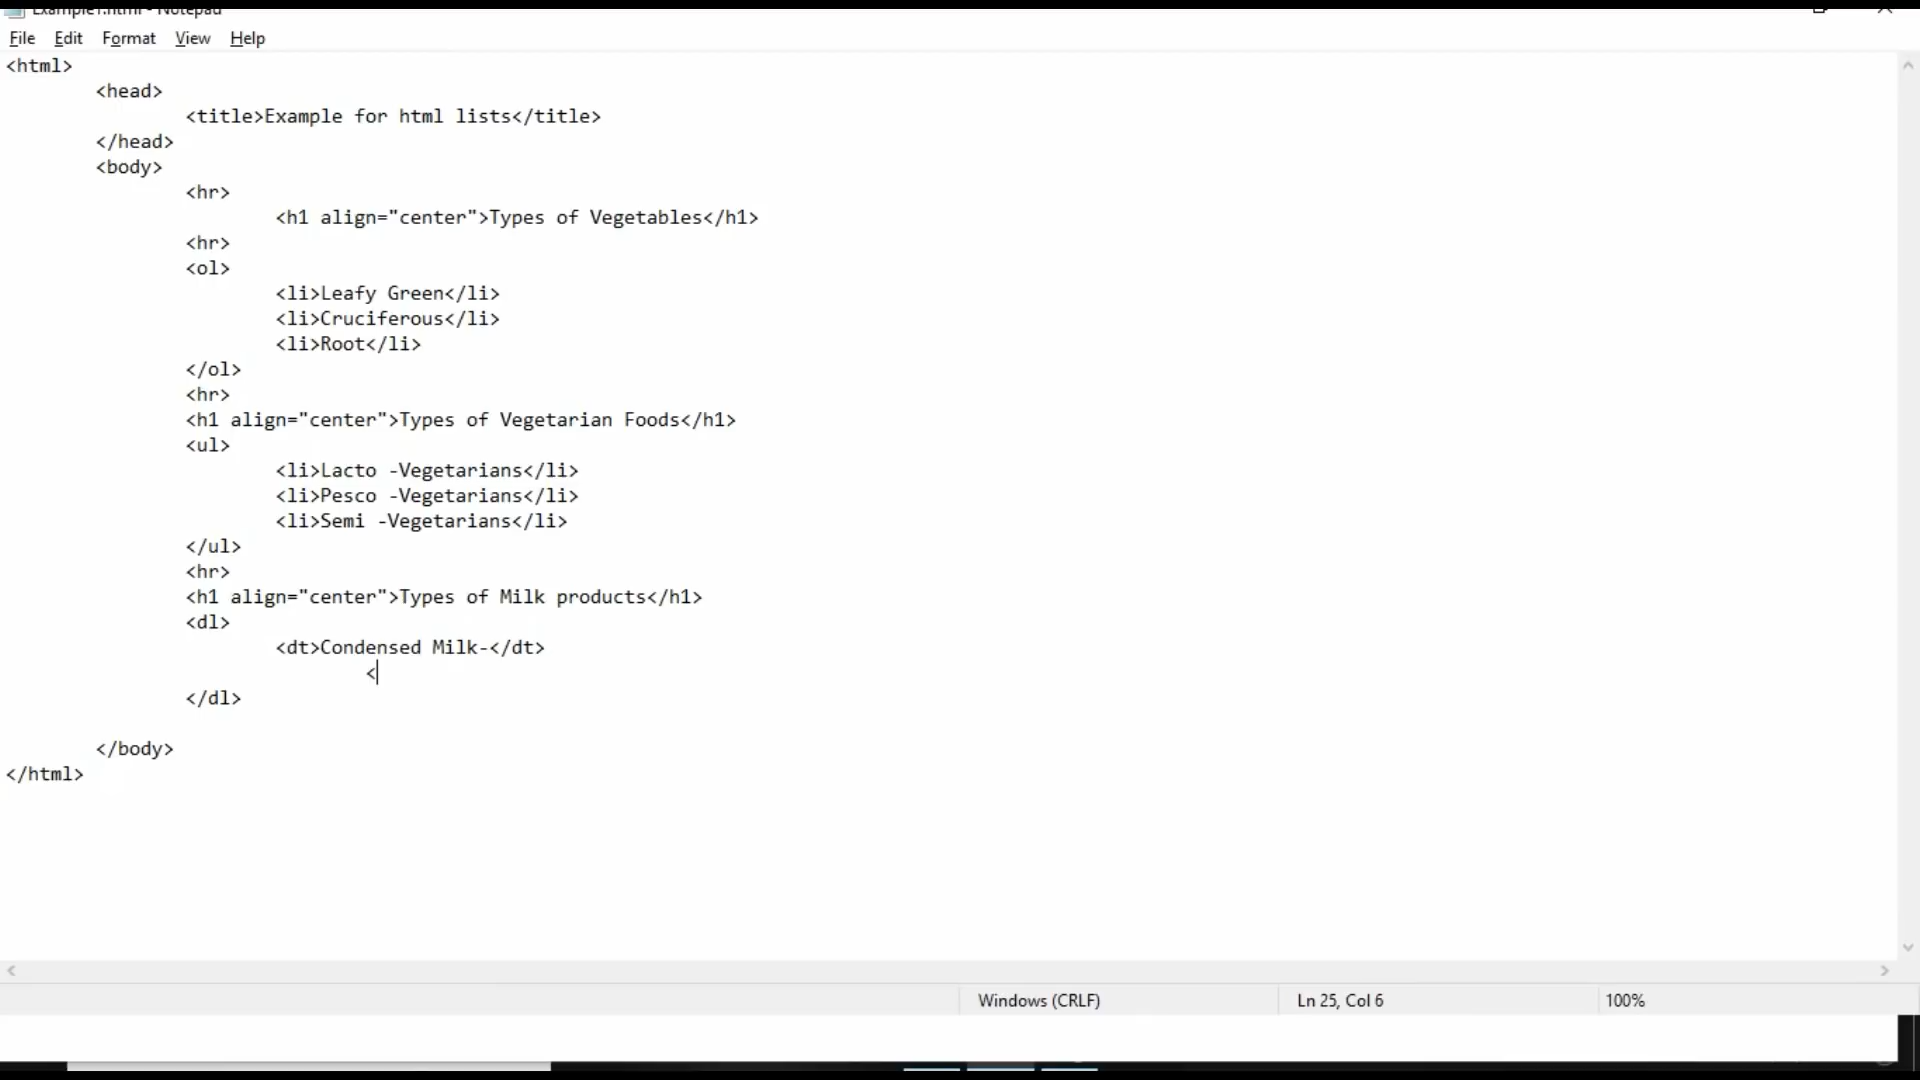 Example1.html - Notepad
File Edit Format View Help
<html>
<head>
<title>Example for html lists</title>
</head>
<body>
<hr>
<h1 align="center">Types of Vegetables</h1>
<hr>
<ol>
<li>Leafy Green</li>
<li>Cruciferous</li>
<li>Root</li>
</ol>
<hr>
<h1 align="center">Types of Vegetarian Foods</h1>
<ul>
<li>Lacto -Vegetarians</li>
<li>Pesco -Vegetarians</li>
<li>Semi -Vegetarians</li>
</ul>
<hr>
<h1 align="center">Types of Milk products</h1>
<dl>
<dt>Condensed Milk-</dt>
<
</dl>
</body>
</html>
Windows (CRLF) Ln 25, Col 6 100%